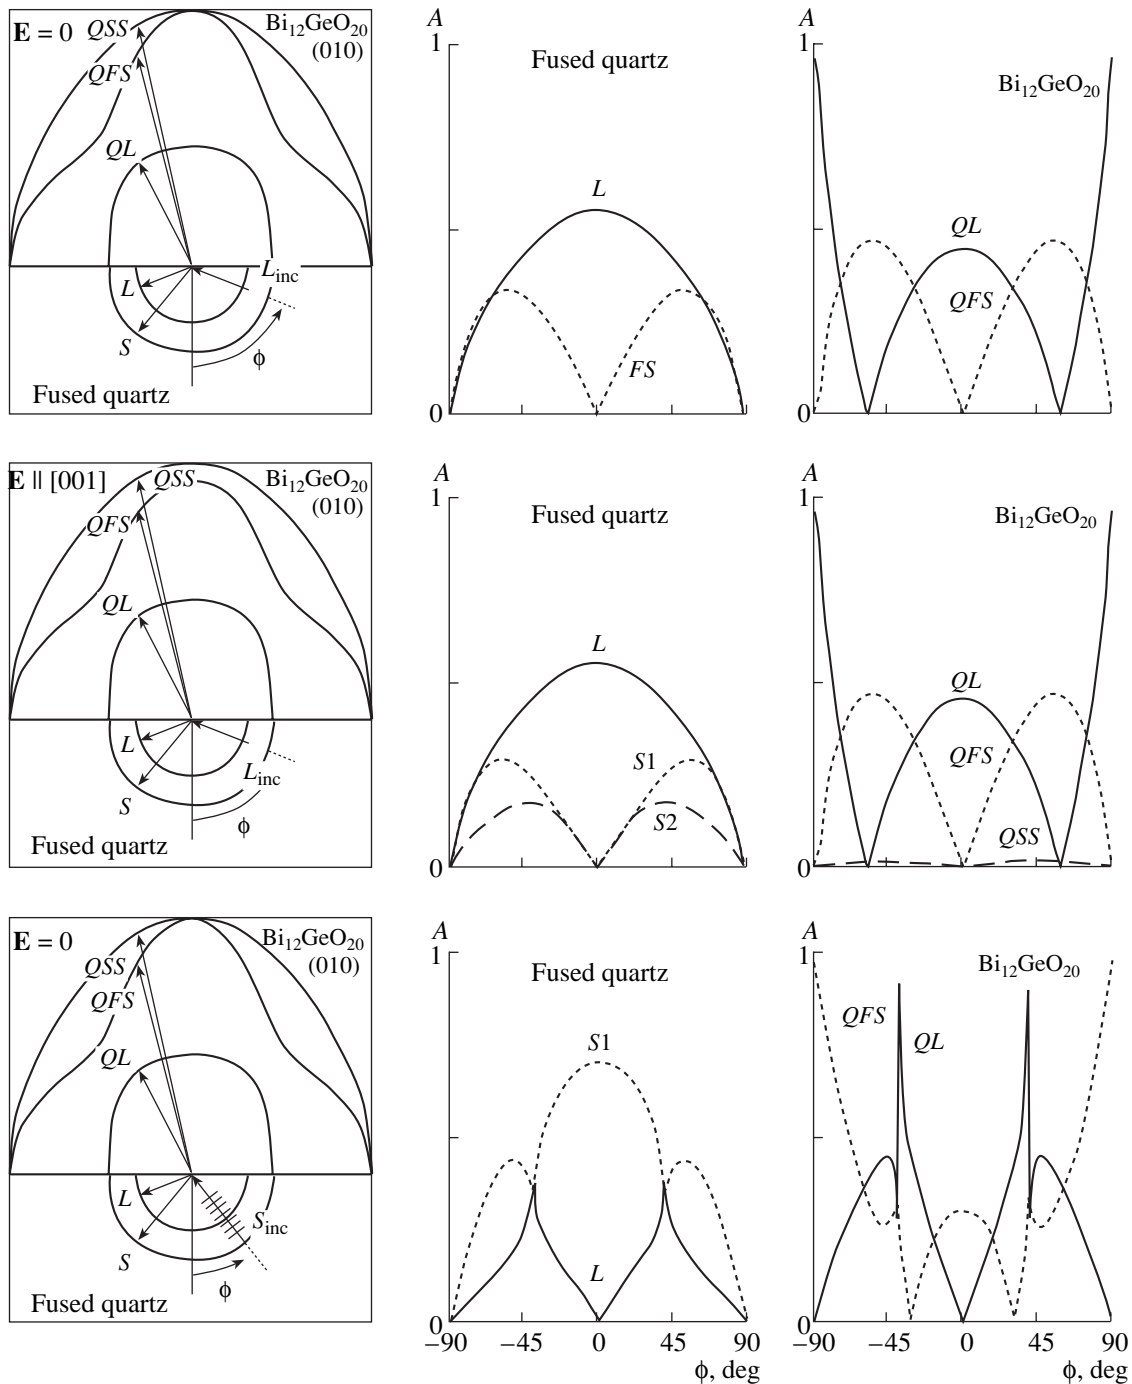 E = 0
QSS
Bi12GeO20
(010)
QFS
QL
Linc
L
S
ϕ
Fused quartz
A
1
Fused quartz
L
FS
0
A
1
Bi12GeO20
QL
QFS
0
E || [001]
QSS
Bi12GeO20
(010)
QFS
QL
L
Linc
S
ϕ
Fused quartz
A
1
Fused quartz
L
S1
S2
0
A
1
Bi12GeO20
QL
QFS
QSS
0
E = 0
Bi12GeO20
(010)
QSS
QFS
QL
L
Sinc
S
ϕ
Fused quartz
A
1
Fused quartz
S1
L
0
−90 −45 0 45 90
ϕ, deg
A
1
Bi12GeO20
QFS
QL
0
−90 −45 0 45 90
ϕ, deg